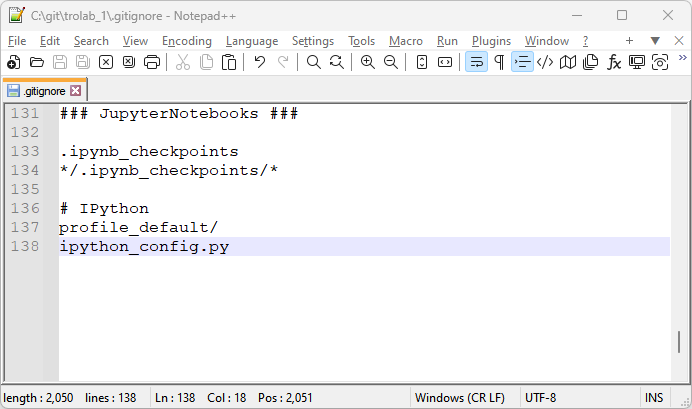 C:\git\trolab_1\.gitignore - Notepad++
File Edit Search View Encoding Language Settings Tools Macro Run Plugins Window ? + ▼ X
.gitignore
131 ### JupyterNotebooks ###
132
133 .ipynb_checkpoints
134 */.ipynb_checkpoints/*
135
136 # IPython
137 profile_default/
138 ipython_config.py
length : 2,050 lines : 138 Ln : 138 Col : 18 Pos : 2,051 Windows (CR LF) UTF-8 INS